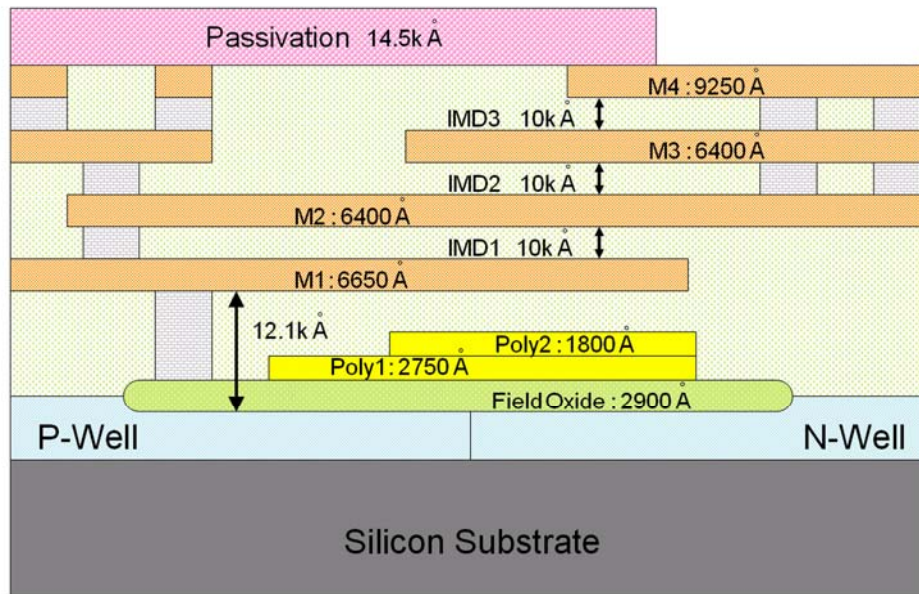 Passivation 14.5k Å
M4 : 9250 Å
IMD3 10k Å
M3 : 6400 Å
IMD2 10k Å
M2 : 6400 Å
IMD1 10k Å
M1 : 6650 Å
12.1k Å
Poly2 : 1800 Å
Poly1 : 2750 Å
Field Oxide : 2900 Å
P-Well
N-Well
Silicon Substrate